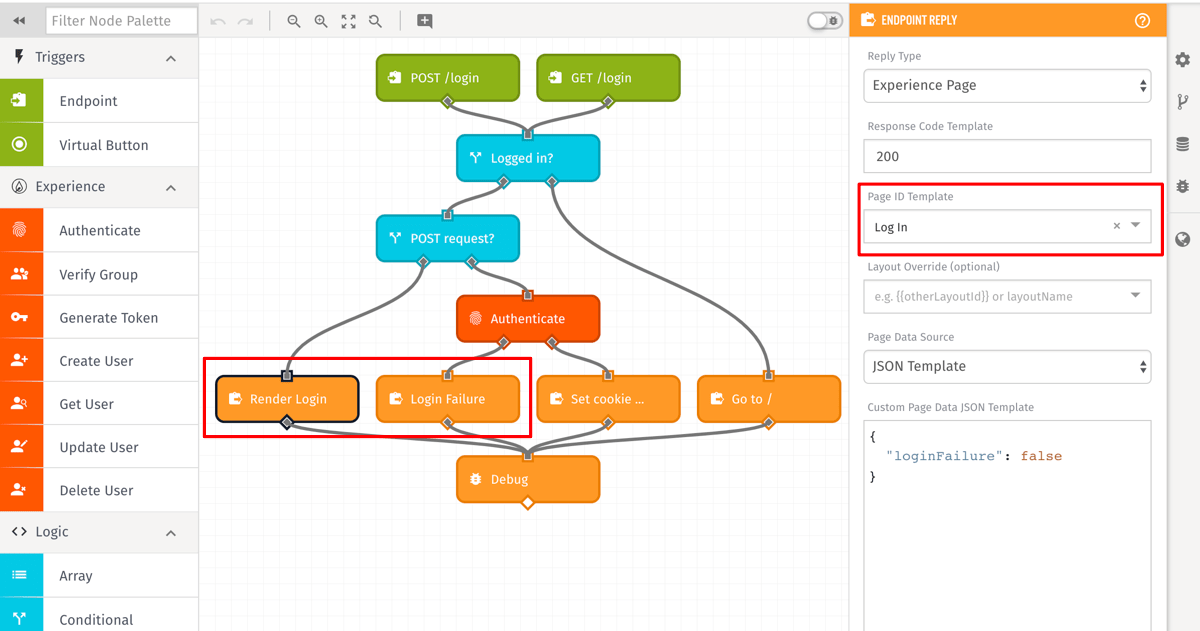 Filter Node Palette
Triggers
Endpoint
Virtual Button
Experience
Authenticate
Verify Group
Generate Token
Create User
Get User
Update User
Delete User
Logic
Array
Conditional
POST /login
GET /login
Logged in?
POST request?
Authenticate
Render Login
Login Failure
Set cookie ...
Go to /
Debug
ENDPOINT REPLY
Reply Type
Experience Page
Response Code Template
200
Page ID Template
Log In
Layout Override (optional)
e.g. {{otherLayoutId}} or layoutName
Page Data Source
JSON Template
Custom Page Data JSON Template
{
"loginFailure": false
}